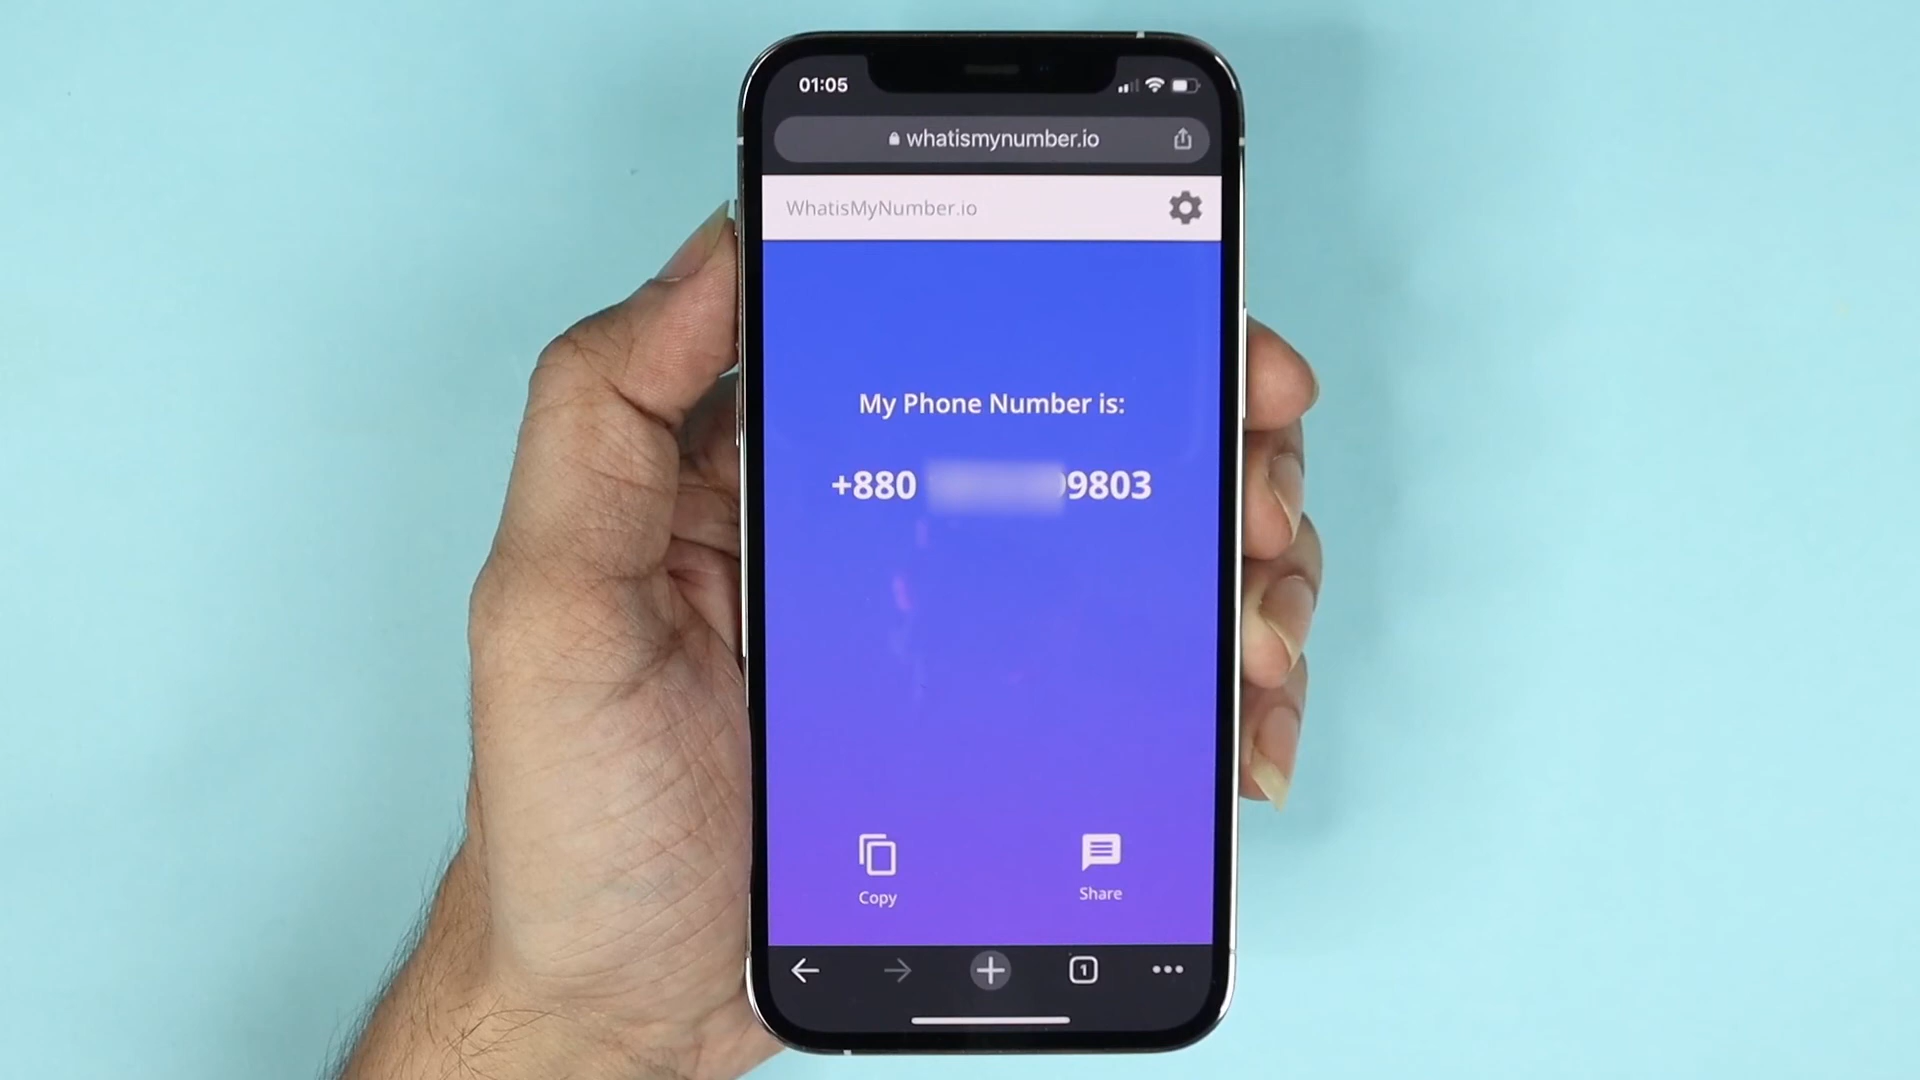 01:05
whatismynumber.io
WhatisMyNumber.io
My Phone Number is:
+880 9803
Copy
Share
1